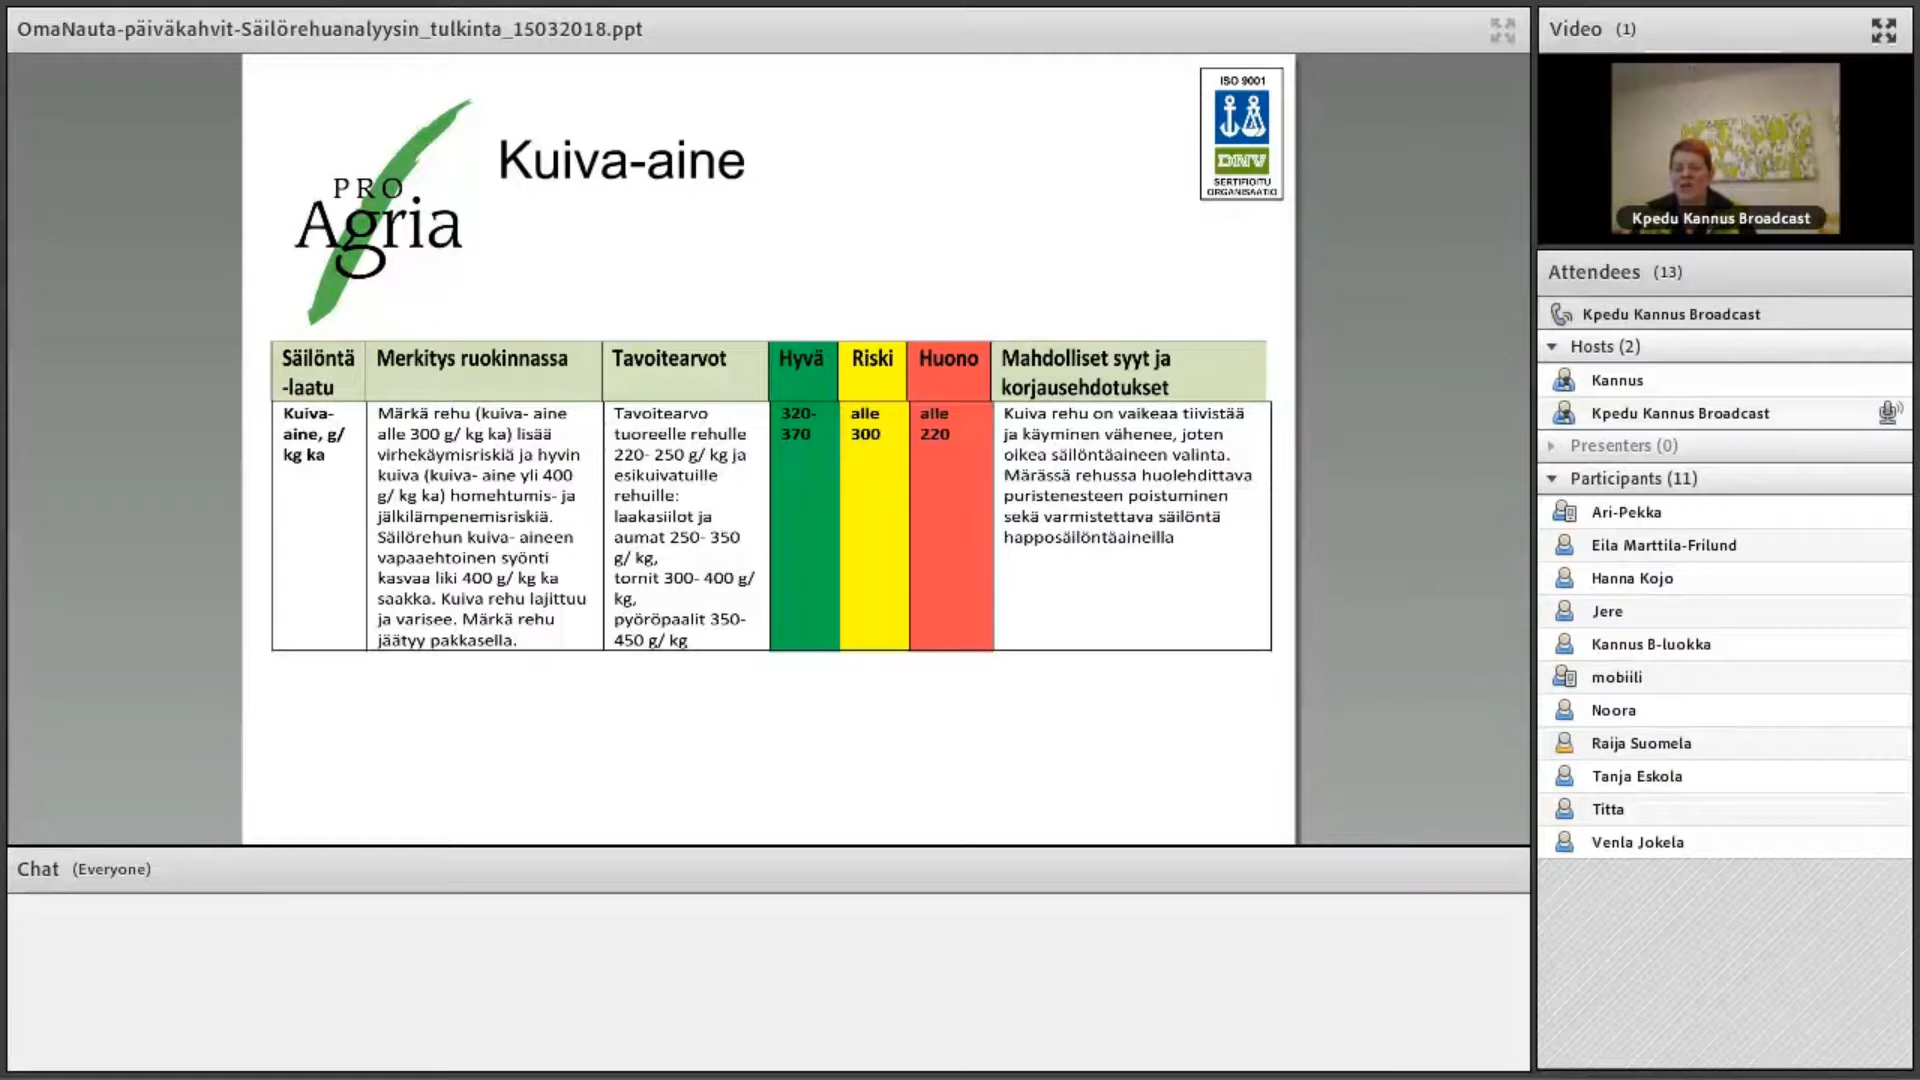 OmaNauta-päiväkahvit-Säilörehuanalyysin_tulkinta_15032018.ppt
PRO
Agria
Kuiva-aine
ISO 9001
DNV
SERTIFIOITU
ORGANISAATIO
Säilöntä
-laatu
Merkitys ruokinnassa
Tavoitearvot
Hyvä
Riski
Huono
Mahdolliset syyt ja
korjausehdotukset
Kuiva-
aine, g/
kg ka
Märkä rehu (kuiva- aine
alle 300 g/ kg ka) lisää
virhekäymisriskiä ja hyvin
kuiva (kuiva- aine yli 400
g/ kg ka) homehtumis- ja
jälkilämpenemisriskiä.
Säilörehun kuiva- aineen
vapaaehtoinen syönti
kasvaa liki 400 g/ kg ka
saakka. Kuiva rehu lajittuu
ja varisee. Märkä rehu
jäätyy pakkasella.
Tavoitearvo
tuoreelle rehulle
220- 250 g/ kg ja
esikuivatuille
rehuille:
laakasiilot ja
aumat 250- 350
g/ kg,
tornit 300- 400 g/
kg,
pyöröpaalit 350-
450 g/ kg
320-
370
alle
300
alle
220
Kuiva rehu on vaikeaa tiivistää
ja käyminen vähenee, joten
oikea säilöntäaineen valinta.
Märässä rehussa huolehdittava
puristenesteen poistuminen
sekä varmistettava säilöntä
happosäilöntäaineilla
Chat (Everyone)
Video (1)
Kpedu Kannus Broadcast
Attendees (13)
Kpedu Kannus Broadcast
Hosts (2)
Kannus
Kpedu Kannus Broadcast
Presenters (0)
Participants (11)
Ari-Pekka
Eila Marttila-Frilund
Hanna Kojo
Jere
Kannus B-luokka
mobiili
Noora
Raija Suomela
Tanja Eskola
Titta
Venla Jokela